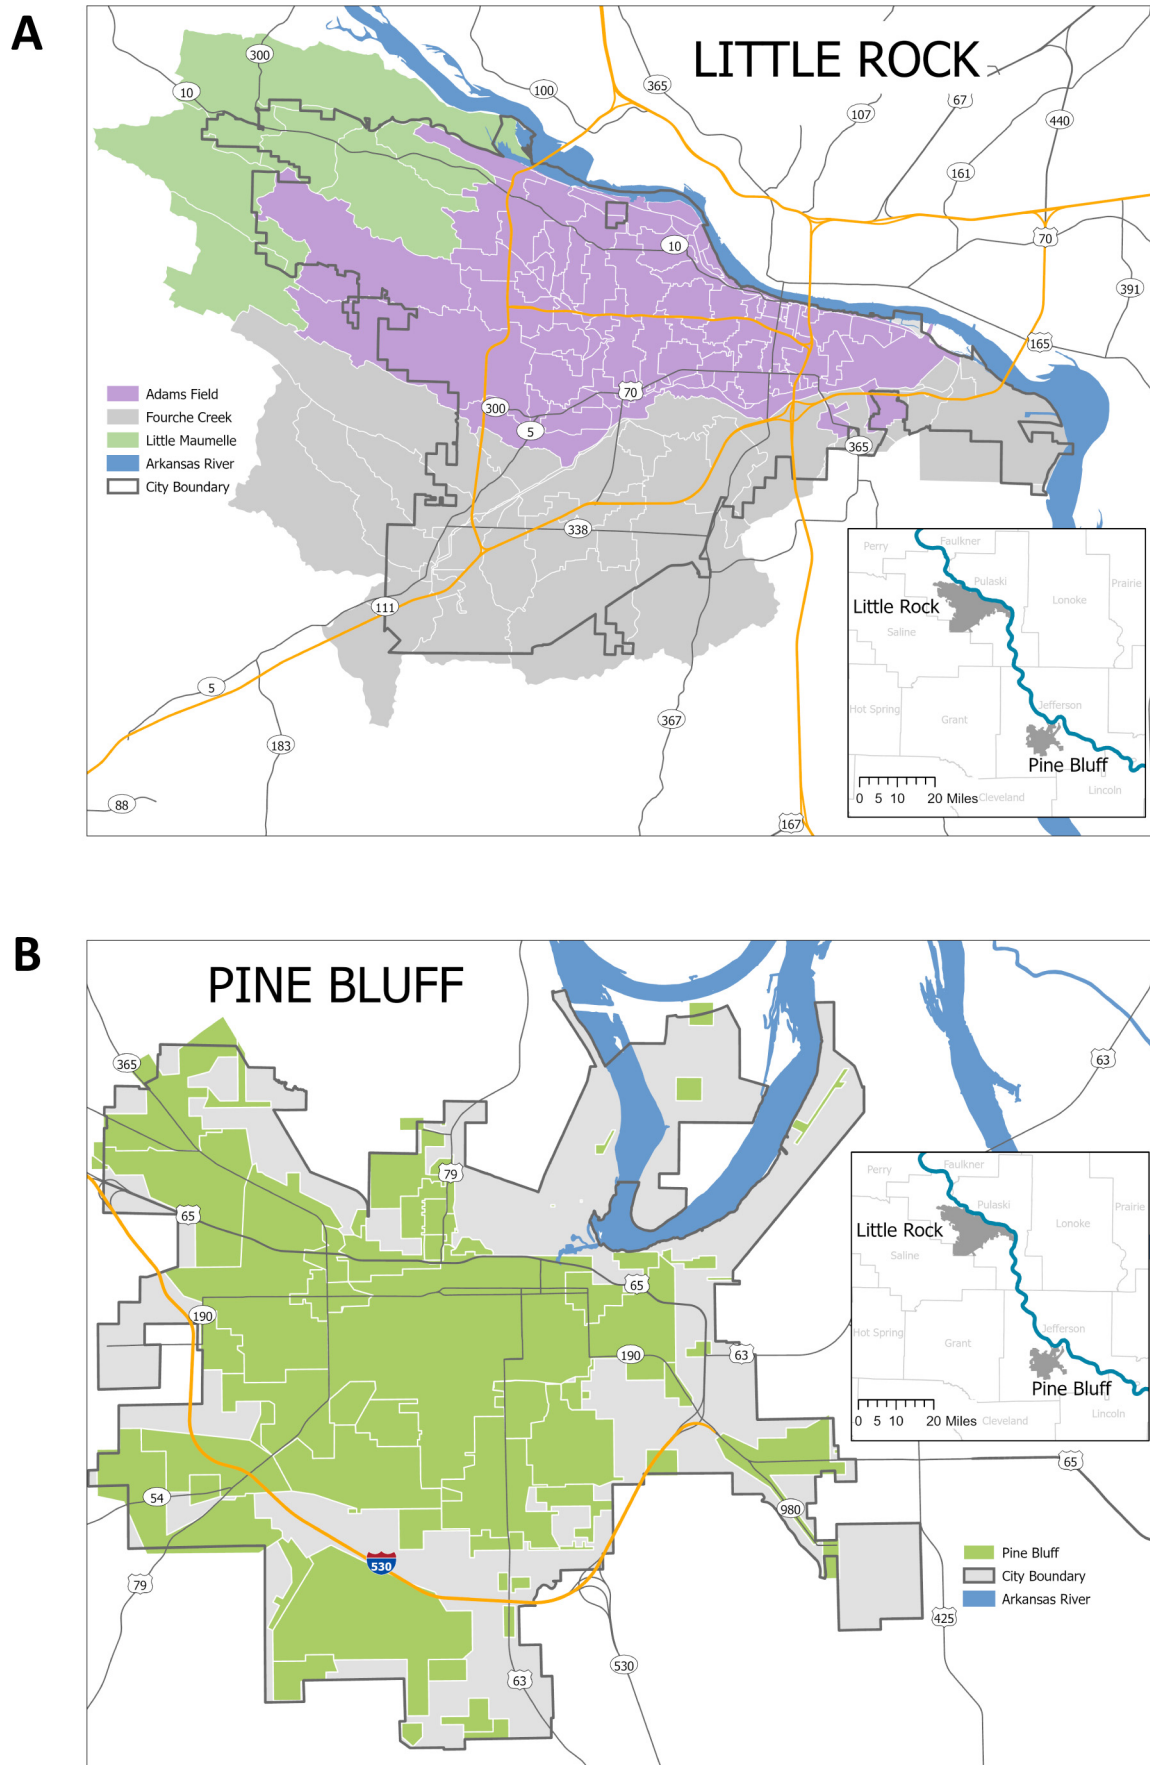 A
LITTLE ROCK
300
10
100
365
67
107
440
161
10
70
391
165
Adams Field
Fourche Creek
Little Maumelle
Arkansas River
City Boundary
70
300
5
365
338
111
5
183
367
88
167
Perry
Faulkner
Pulaski
Prairie
Little Rock
Lonoke
Saline
Hot Spring
Grant
Jefferson
Pine Bluff
Cleveland
Lincoln
0 5 10 20 Miles
B
PINE BLUFF
365
63
79
65
65
190
190
63
Perry
Faulkner
Pulaski
Prairie
Little Rock
Lonoke
Saline
Hot Spring
Grant
Jefferson
Pine Bluff
Cleveland
Lincoln
0 5 10 20 Miles
65
54
980
530
79
Pine Bluff
City Boundary
Arkansas River
425
530
63